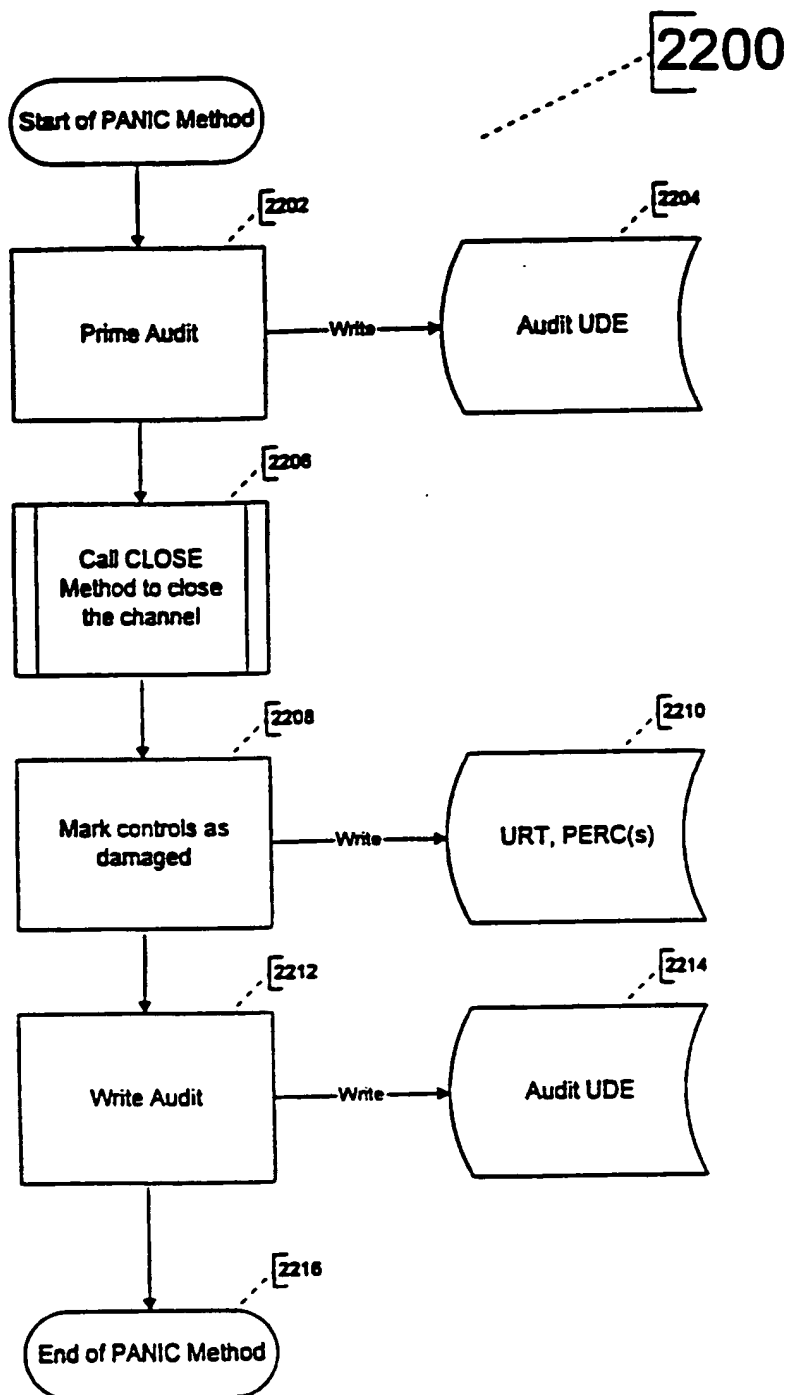 2200
Start of PANIC Method
2202
2204
Prime Audit
Write
Audit UDE
2206
Call CLOSE
Method to close
the channel
2208
2210
Mark controls as
damaged
Write
URT, PERC(s)
2212
2214
Write Audit
Write
Audit UDE
2216
End of PANIC Method